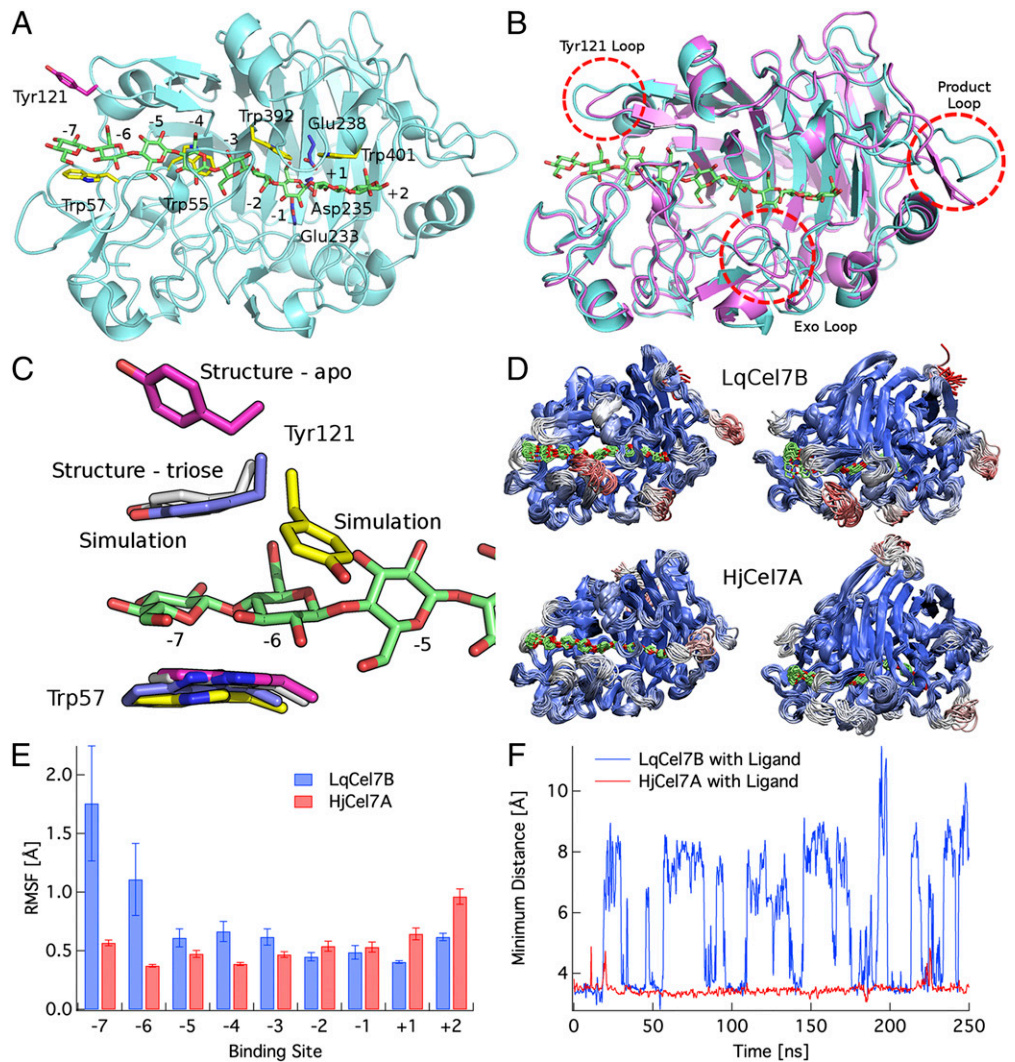 A
Tyr121
-7
-6
-5
-4
-3
Trp392
Glu238
Trp401
+1
+2
Trp57
Trp55
-2
-1
Asp235
Glu233
B
Tyr121 Loop
Product
Loop
Exo Loop
C
Structure - apo
Tyr121
Structure - triose
Simulation
Simulation
-7
-6
-5
Trp57
D
LqCel7B
HjCel7A
E
LqCel7B
HjCel7A
RMSF [Å]
2.0
1.5
1.0
0.5
0.0
-7 -6 -5 -4 -3 -2 -1 +1 +2
Binding Site
F
LqCel7B with Ligand
HjCel7A with Ligand
Minimum Distance [Å]
8
6
4
0 50 100 150 200 250
Time [ns]